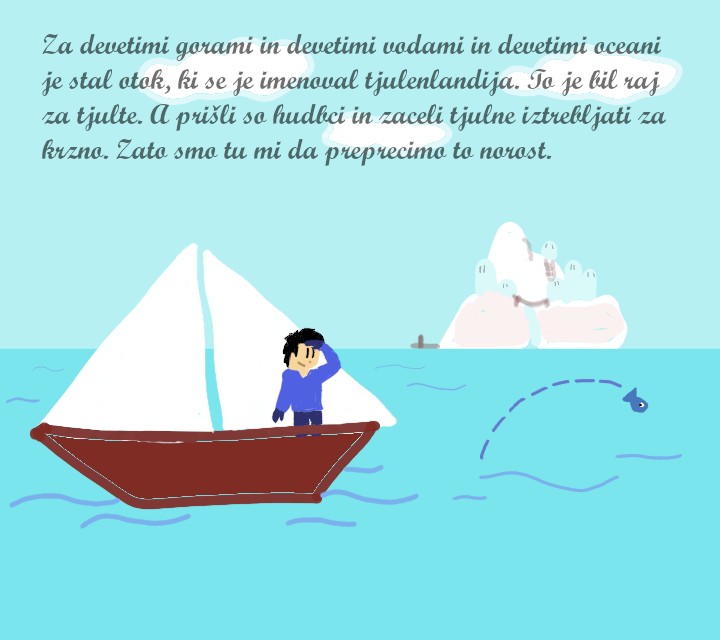 Za devetimi gorami in devetimi vodami in devetimi oceani
je stal otok, ki se je imenoval tjulenlandija. To je bil raj
za tjulte. A prišli so hudbci in zaceli tjulne iztrebljati za
krzno. Zato smo tu mi da preprecimo to norost.